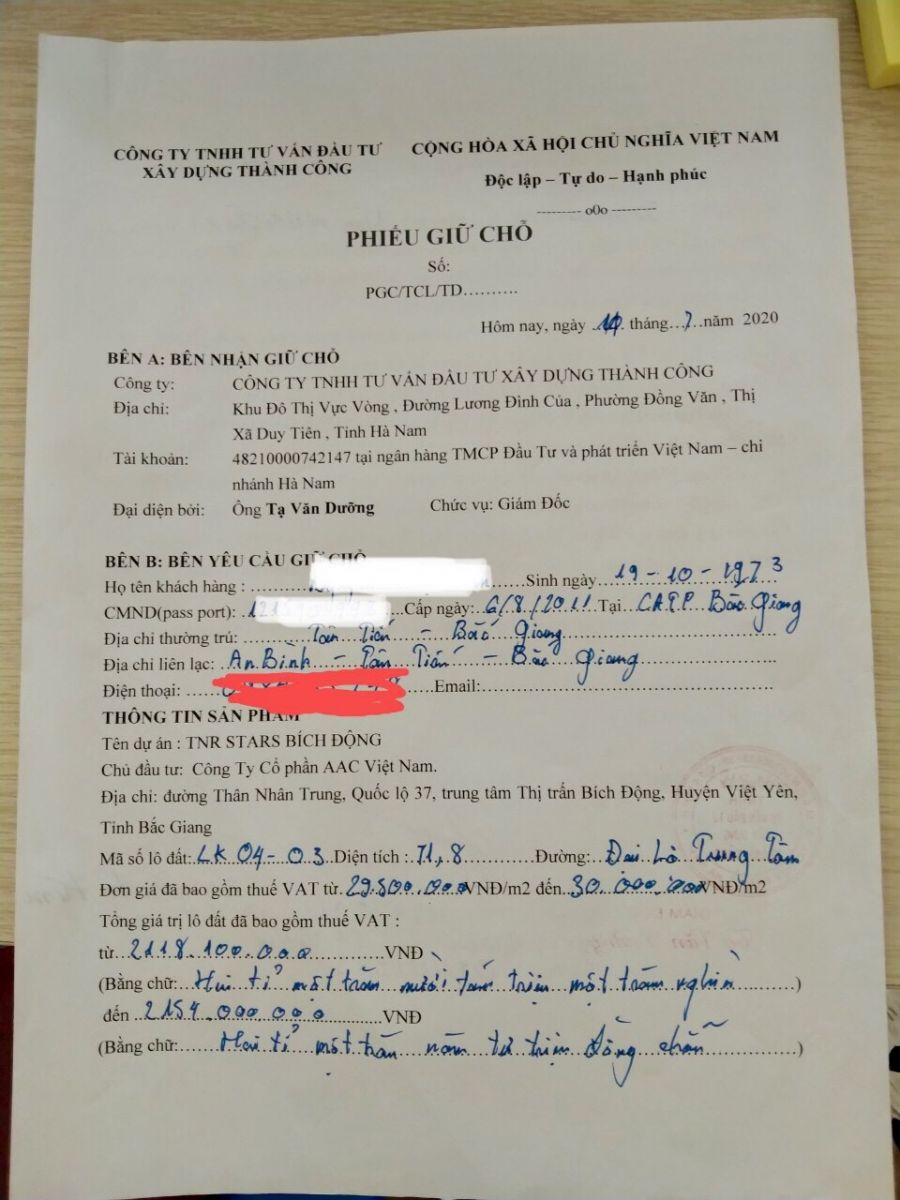 CÔNG TY TNHH TƯ VẤN ĐẦU TƯ
XÂY DỰNG THÀNH CÔNG
CỘNG HÒA XÃ HỘI CHỦ NGHĨA VIỆT NAM
Độc lập – Tự do – Hạnh phúc
--------- o0o ---------
PHIẾU GIỮ CHỖ
Số:
PGC/TCL/TD..........
Hôm nay, ngày tháng...7..năm 2020
BÊN A: BÊN NHẬN GIỮ CHỖ
Công ty: CÔNG TY TNHH TƯ VẤN ĐẦU TƯ XÂY DỰNG THÀNH CÔNG
Địa chỉ: Khu Đô Thị Vực Vòng , Đường Lương Đình Của , Phường Đồng Văn , Thị
Xã Duy Tiên , Tỉnh Hà Nam
Tài khoản: 48210000742147 tại ngân hàng TMCP Đầu Tư và phát triển Việt Nam – chi
nhánh Hà Nam
Đại diện bởi: Ông Tạ Văn Dưỡng Chức vụ: Giám Đốc
BÊN B: BÊN YÊU CẦU GIỮ CHỖ
Họ tên khách hàng : Sinh ngày 19-10-1973
CMND(pass port): Cấp ngày: 6/8/2011 Tại CATP Bắc Giang
Địa chỉ thường trú: Tân Tiến - Bắc Giang
Địa chỉ liên lạc: An Bình - Tân Tiến - Bắc Giang
Điện thoại: Email:
THÔNG TIN SẢN PHẨM
Tên dự án : TNR STARS BÍCH ĐỘNG
Chủ đầu tư: Công Ty Cổ phần AAC Việt Nam.
Địa chỉ: đường Thân Nhân Trung, Quốc lộ 37, trung tâm Thị trấn Bích Động, Huyện Việt Yên,
Tỉnh Bắc Giang
Mã số lô đất: LK 04-03 Diện tích : 71,8 Đường: Đại Lộ Trung Tâm
Đơn giá đã bao gồm thuế VAT từ 29.500.000 VNĐ/m2 đến 30.000.000 VNĐ/m2
Tổng giá trị lô đất đã bao gồm thuế VAT :
từ 2118.100.000 VNĐ
(Bằng chữ: Hai tỉ một trăm mười tám triệu một trăm nghìn )
đến 2154.000.000 VNĐ
(Bằng chữ: Hai tỉ một trăm năm tư triệu đồng chẵn )